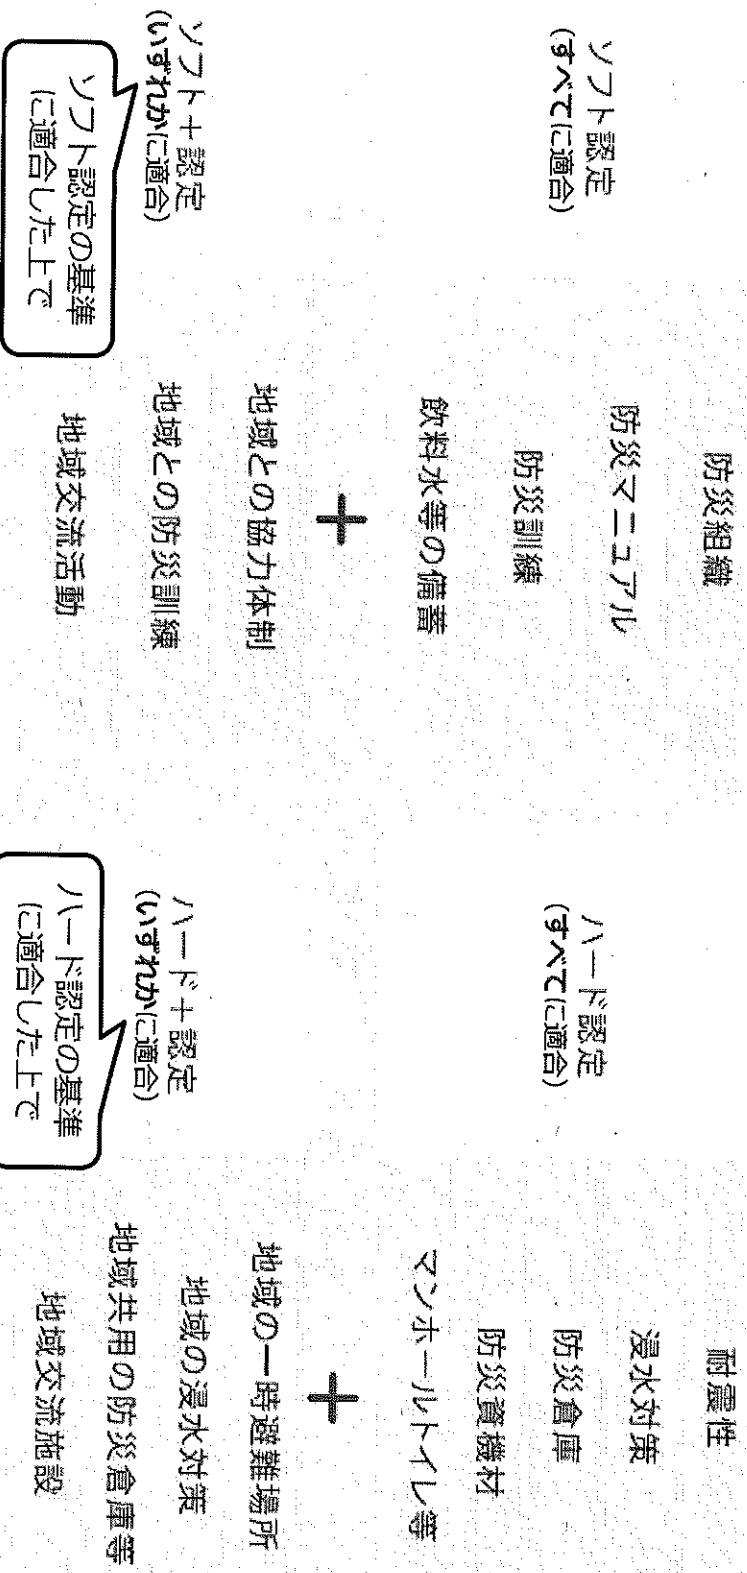 ソフト認定
(すべてに適合)
防災組織
防災マニュアル
防災訓練
飲料水等の備蓄
+
ソフト+認定
(いずれかに適合)
ソフト認定の基準
に適合した上で
地域との協力体制
地域との防災訓練
地域交流活動
ハード認定
(すべてに適合)
耐震性
浸水対策
防災倉庫
防災資機材
マンホールトイレ等
+
ハード+認定
(いずれかに適合)
ハード認定の基準
に適合した上で
地域の一時避難場所
地域の浸水対策
地域共用の防災倉庫等
地域交流施設